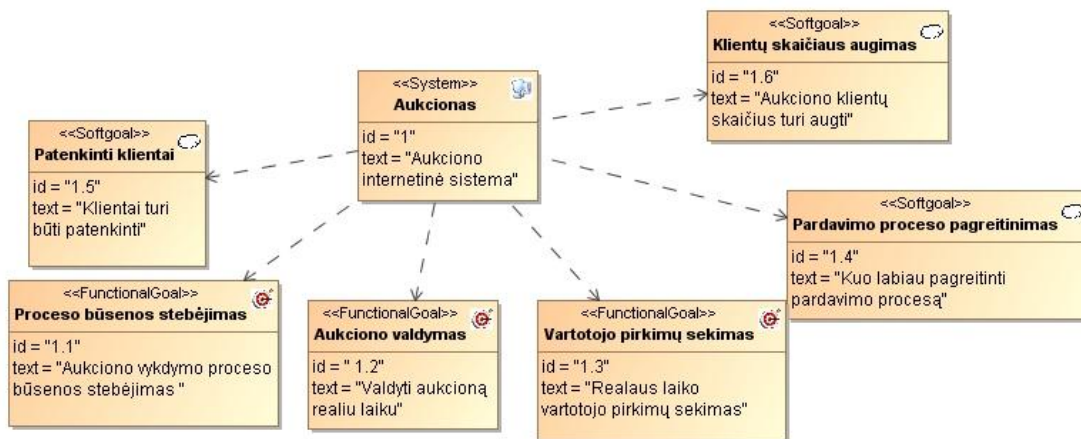 <<Softgoal>>
Klientų skaičiaus augimas
id = "1.6"
text = "Aukciono klientų
skaičius turi augti"
<<System>>
Aukcionas
id = "1"
text = "Aukciono
internetinė sistema"
<<Softgoal>>
Patenkinti klientai
id = "1.5"
text = "Klientai turi
būti patenkinti"
<<Softgoal>>
Pardavimo proceso pagreitinimas
id = "1.4"
text = "Kuo labiau pagreitinti
pardavimo procesą"
<<FunctionalGoal>>
Proceso būsenos stebėjimas
id = "1.1"
text = "Aukciono vykdymo proceso
būsenos stebėjimas "
<<FunctionalGoal>>
Aukciono valdymas
id = " 1.2"
text = "Valdyti aukcioną
realiu laiku"
<<FunctionalGoal>>
Vartotojo pirkimų sekimas
id = "1.3"
text = "Realaus laiko
vartotojo pirkimų sekimas"